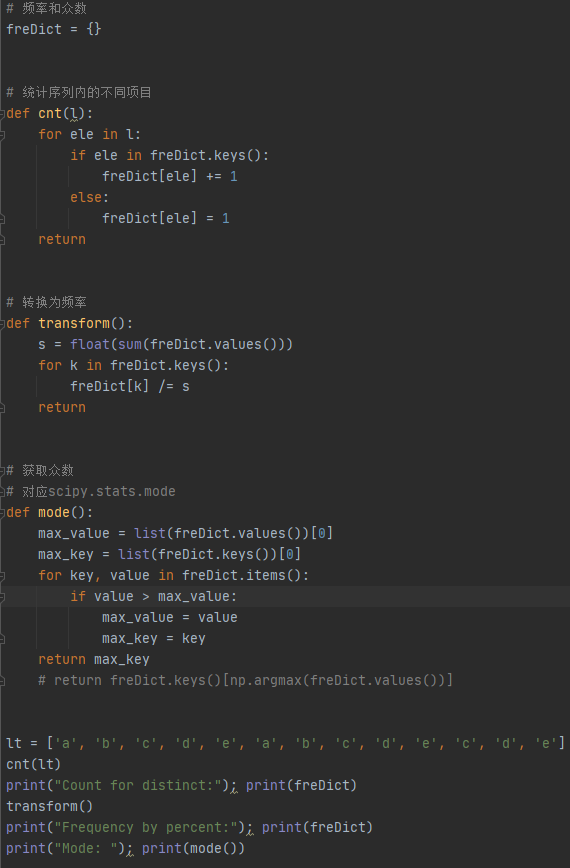 # 频率和众数
freDict = {}
# 统计序列内的不同项目
def cnt(l):
    for ele in l:
        if ele in freDict.keys():
            freDict[ele] += 1
        else:
            freDict[ele] = 1
    return
# 转换为频率
def transform():
    s = float(sum(freDict.values()))
    for k in freDict.keys():
        freDict[k] /= s
    return
# 获取众数
# 对应scipy.stats.mode
def mode():
    max_value = list(freDict.values())[0]
    max_key = list(freDict.keys())[0]
    for key, value in freDict.items():
        if value > max_value:
            max_value = value
            max_key = key
    return max_key
    # return freDict.keys()[np.argmax(freDict.values())]
lt = ['a', 'b', 'c', 'd', 'e', 'a', 'b', 'c', 'd', 'e', 'c', 'd', 'e']
cnt(lt)
print("Count for distinct:"); print(freDict)
transform()
print("Frequency by percent:"); print(freDict)
print("Mode: "); print(mode())